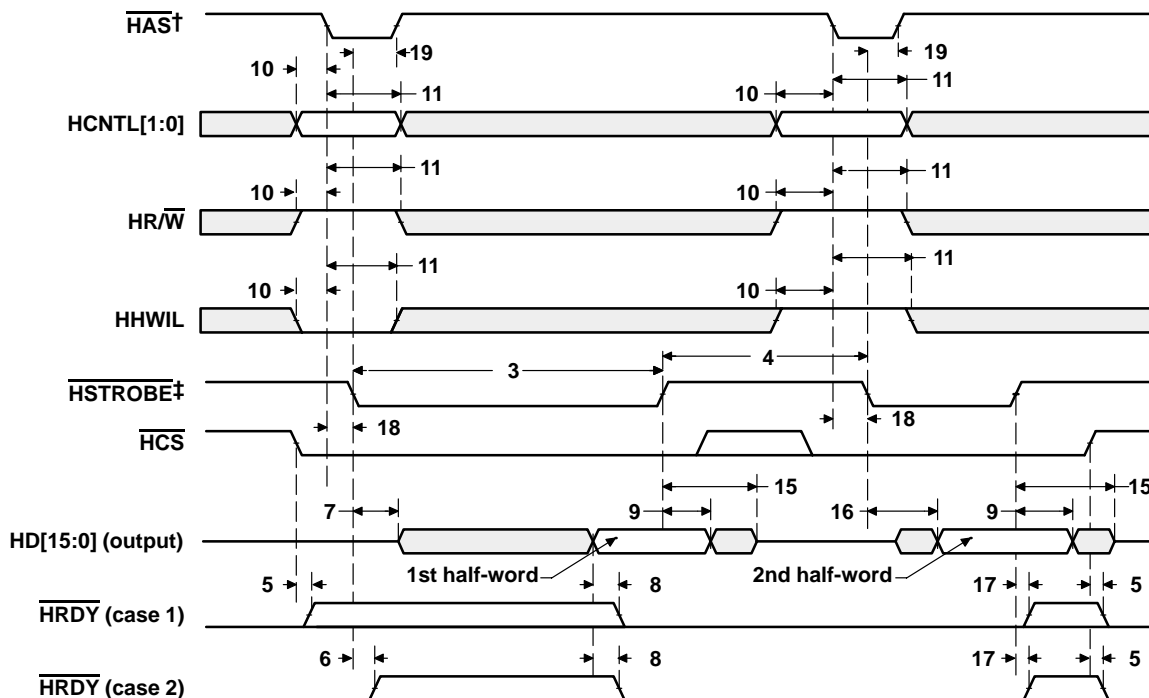 HAS†
19
19
10
11
10
11
HCNTL[1:0]
11
11
10
10
HR/W
11
11
10
10
HHWIL
3
4
HSTROBE‡
18
18
HCS
15
15
7
9
16
9
HD[15:0] (output)
1st half-word
2nd half-word
5
8
17
5
HRDY (case 1)
6
8
17
5
HRDY (case 2)